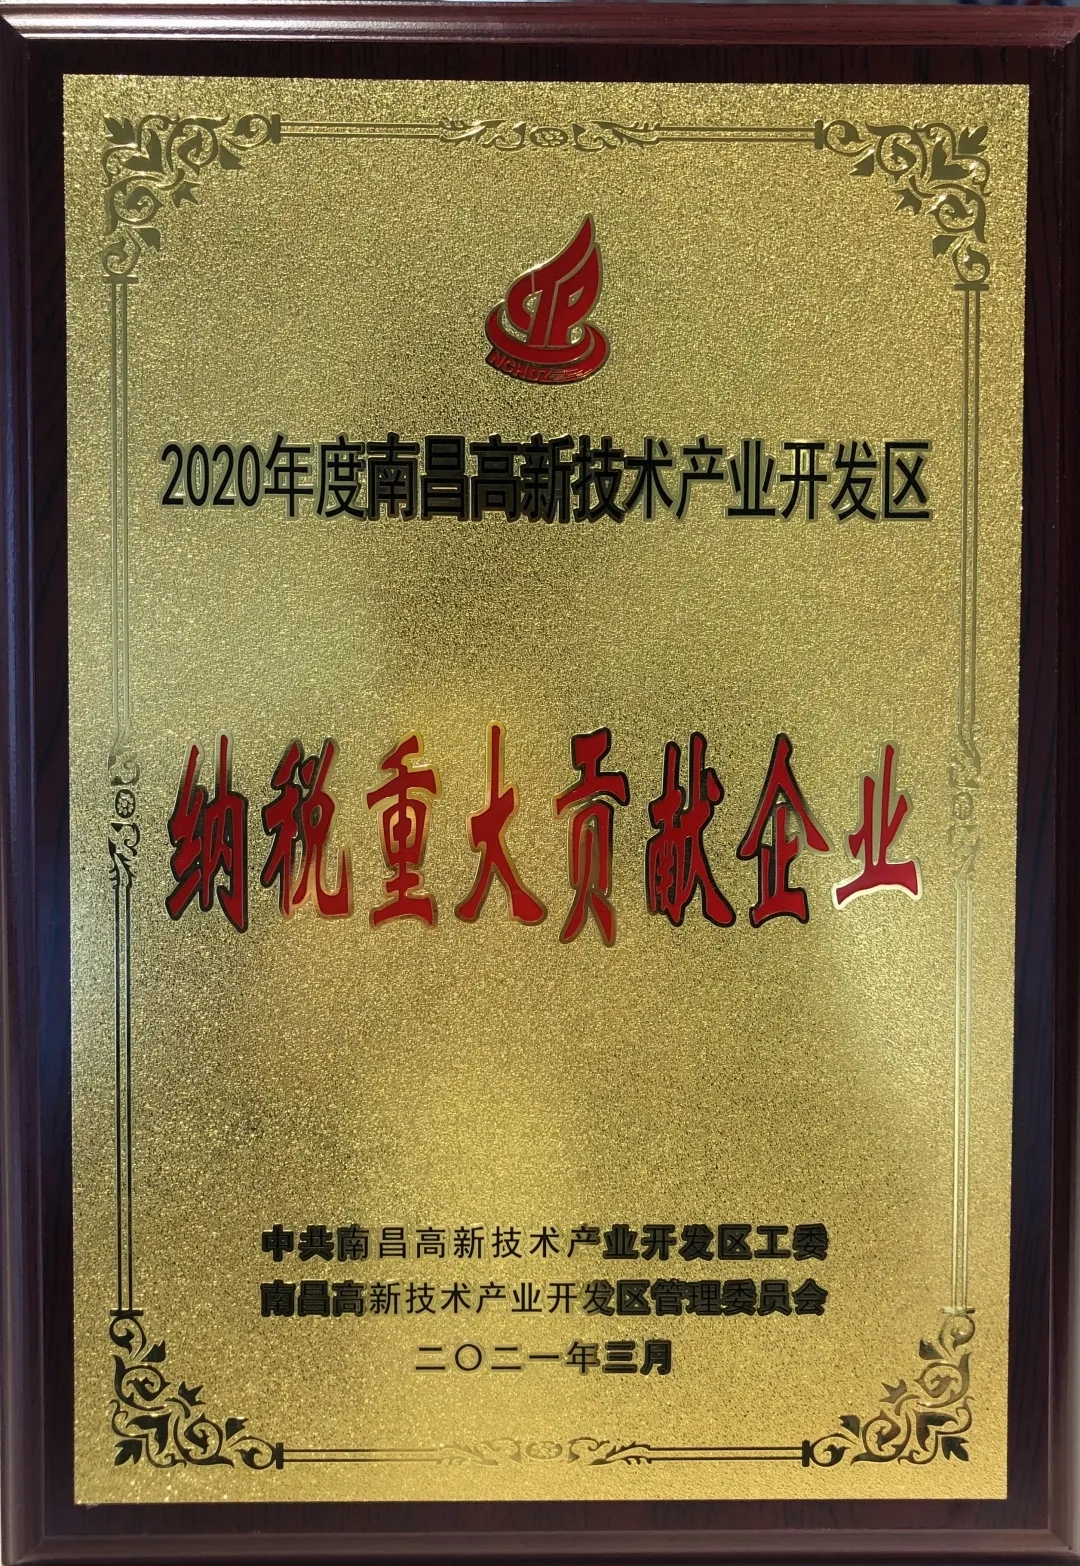 NCHDZ
2020年度南昌高新技术产业开发区
纳税重大贡献企业
中共南昌高新技术产业开发区工委
南昌高新技术产业开发区管理委员会
二〇二一年三月